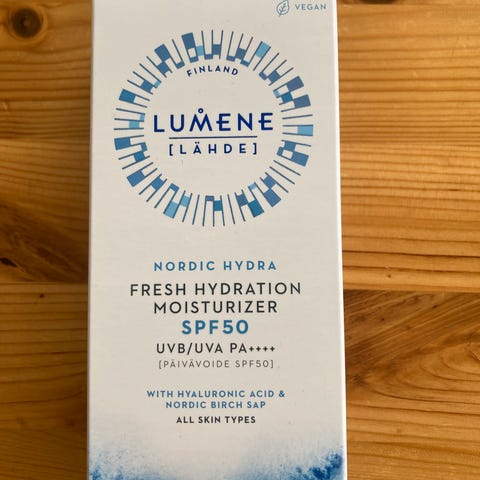 VEGAN
FINLAND
LUMENE
[LÄHDE]
NORDIC HYDRA
FRESH HYDRATION
MOISTURIZER
SPF50
UVB/UVA PA++++
[PÄIVÄVOIDE SPF50]
WITH HYALURONIC ACID &
NORDIC BIRCH SAP
ALL SKIN TYPES